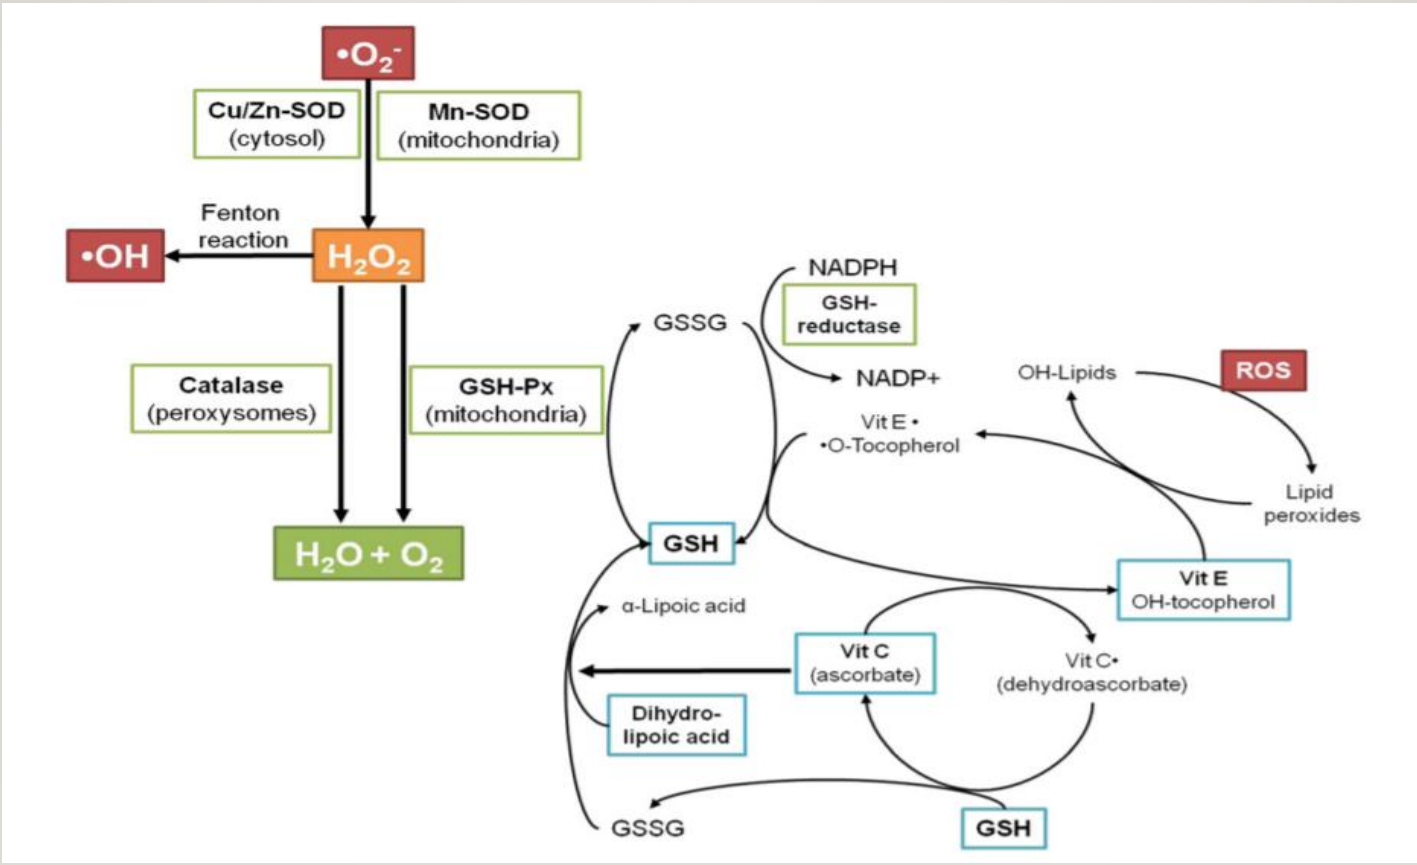 •O₂⁻
Cu/Zn-SOD
(cytosol)
Mn-SOD
(mitochondria)
Fenton
reaction
•OH
H₂O₂
Catalase
(peroxysomes)
GSH-Px
(mitochondria)
H₂O + O₂
NADPH
GSH-
reductase
GSSG
NADP+
OH-Lipids
ROS
Vit E •
•O-Tocopherol
Lipid
peroxides
GSH
Vit E
OH-tocopherol
α-Lipoic acid
Vit C
(ascorbate)
Vit C•
(dehydroascorbate)
Dihydro-
lipoic acid
GSSG
GSH